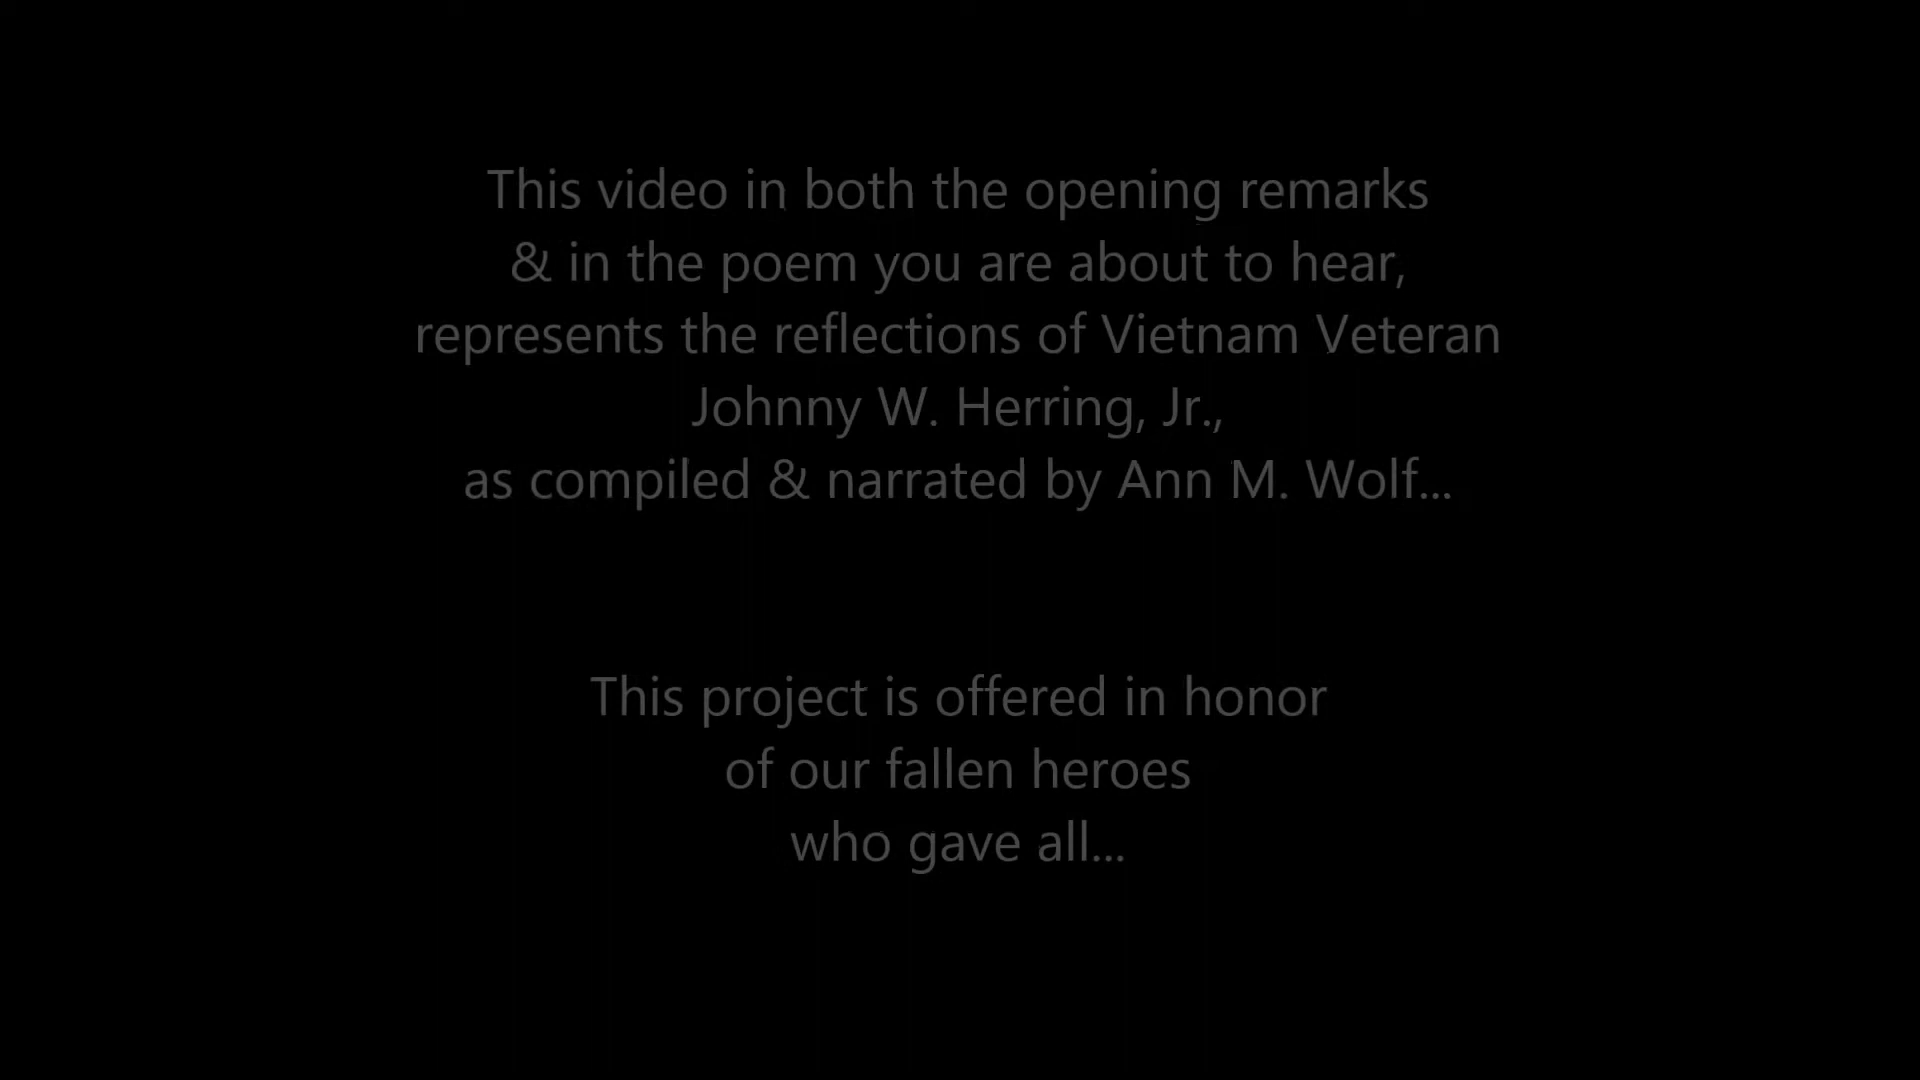 This video in both the opening remarks
& in the poem you are about to hear,
represents the reflections of Vietnam Veteran
Johnny W. Herring, Jr.,
as compiled & narrated by Ann M. Wolf...
This project is offered in honor
of our fallen heroes
who gave all...